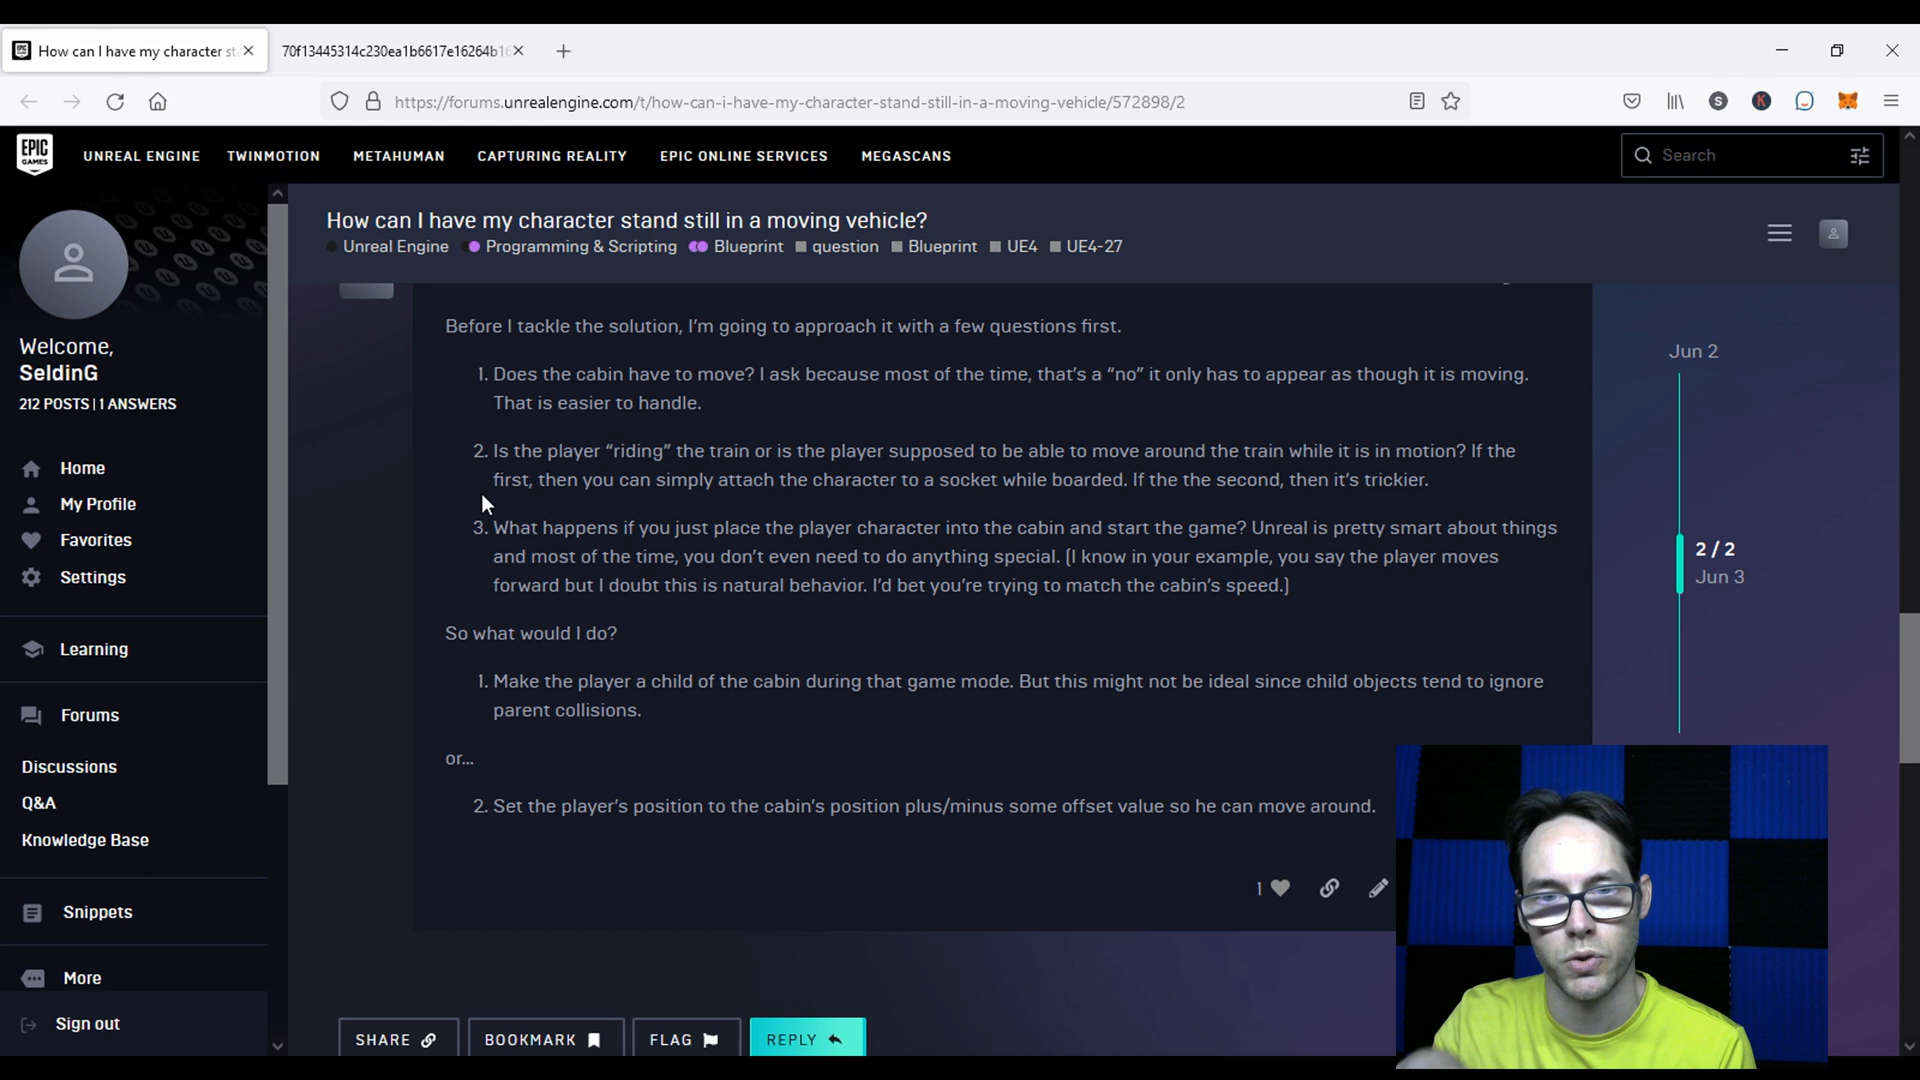 How can I have my character st
70f13445314c230ea1b6617e16264b16
https://forums.unrealengine.com/t/how-can-i-have-my-character-stand-still-in-a-moving-vehicle/572898/2
S
K
EPIC
GAMES
UNREAL ENGINE
TWINMOTION
METAHUMAN
CAPTURING REALITY
EPIC ONLINE SERVICES
MEGASCANS
Search
Welcome,
SeldinG
212 POSTS | 1 ANSWERS
Home
My Profile
Favorites
Settings
Learning
Forums
Discussions
Q&A
Knowledge Base
Snippets
More
Sign out
How can I have my character stand still in a moving vehicle?
Unreal Engine Programming & Scripting Blueprint question Blueprint UE4 UE4-27
Before I tackle the solution, I’m going to approach it with a few questions first.
1. Does the cabin have to move? I ask because most of the time, that’s a “no” it only has to appear as though it is moving.
That is easier to handle.
2. Is the player “riding” the train or is the player supposed to be able to move around the train while it is in motion? If the
first, then you can simply attach the character to a socket while boarded. If the the second, then it’s trickier.
3. What happens if you just place the player character into the cabin and start the game? Unreal is pretty smart about things
and most of the time, you don’t even need to do anything special. (I know in your example, you say the player moves
forward but I doubt this is natural behavior. I’d bet you’re trying to match the cabin’s speed.)
So what would I do?
1. Make the player a child of the cabin during that game mode. But this might not be ideal since child objects tend to ignore
parent collisions.
or…
2. Set the player’s position to the cabin’s position plus/minus some offset value so he can move around.
1
SHARE
BOOKMARK
FLAG
REPLY
Jun 2
2 / 2
Jun 3